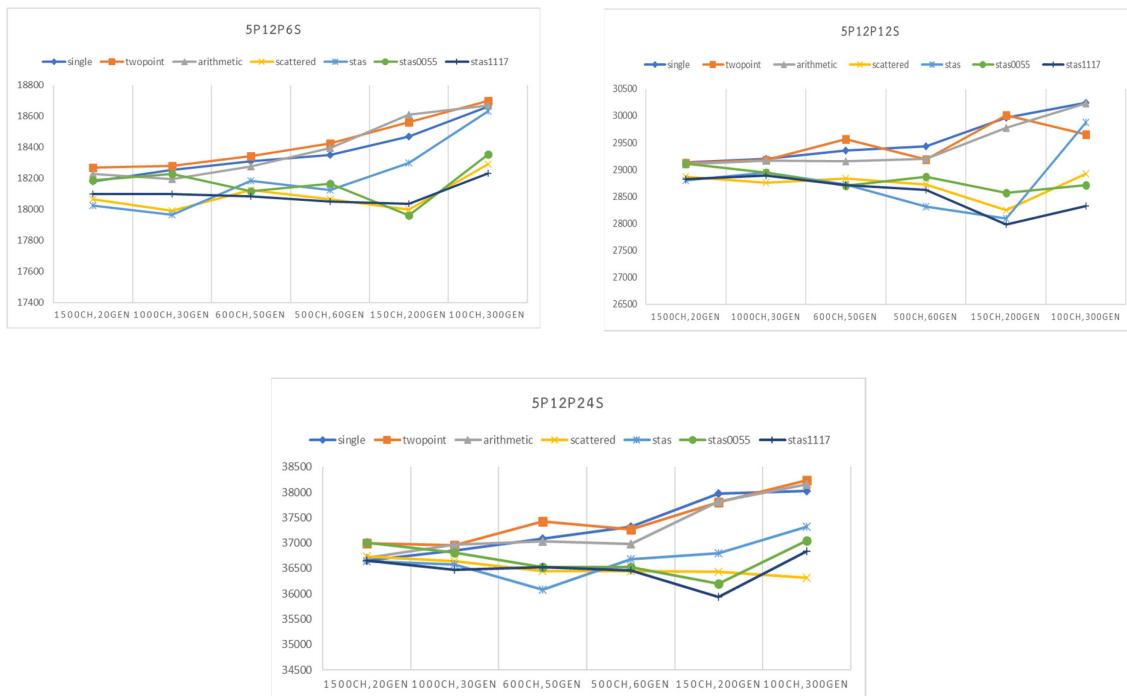 5P12P6S
single twopoint arithmetic scattered stas stas0055 stas1117
18800
18600
18400
18200
18000
17800
17600
17400
1500CH,20GEN 1000CH,30GEN 600CH,50GEN 500CH,60GEN 150CH,200GEN 100CH,300GEN
5P12P12S
single twopoint arithmetic scattered stas stas0055 stas1117
30500
30000
29500
29000
28500
28000
27500
27000
26500
1500CH,20GEN 1000CH,30GEN 600CH,50GEN 500CH,60GEN 150CH,200GEN 100CH,300GEN
5P12P24S
single twopoint arithmetic scattered stas stas0055 stas1117
38500
38000
37500
37000
36500
36000
35500
35000
34500
1500CH,20GEN 1000CH,30GEN 600CH,50GEN 500CH,60GEN 150CH,200GEN 100CH,300GEN